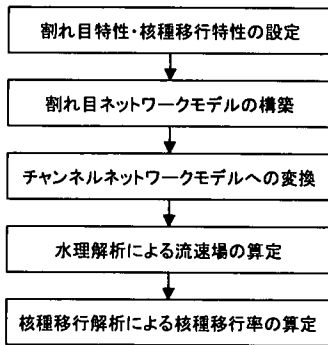 割れ目特性・核種移行特性の設定
割れ目ネットワークモデルの構築
チャンネルネットワークモデルへの変換
水理解析による流速場の算定
核種移行解析による核種移行率の算定